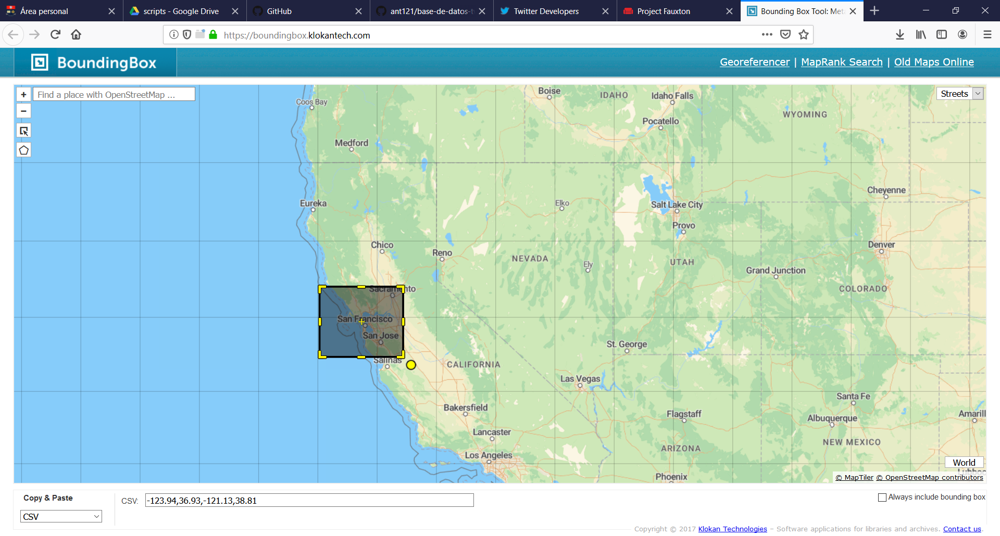 Área personal
scripts - Google Drive
GitHub
ant121/base-de-datos-t
Twitter Developers
Project Fauxton
Bounding Box Tool: Met
https://boundingbox.klokantech.com
BoundingBox
Georeferencer | MapRank Search | Old Maps Online
+
Find a place with OpenStreetMap ...
−
Streets
Coos Bay
Boise
IDAHO
Idaho Falls
WYOMING
Pocatello
Medford
Cheyenne
Eureka
Elko
Salt Lake City
Provo
Chico
Reno
NEVADA
Ely
UTAH
Denver
Grand Junction
COLORADO
Sacramento
San Francisco
San Jose
Salinas
CALIFORNIA
St. George
Las Vegas
Santa Fe
Bakersfield
Flagstaff
Albuquerque
Amarill
Lancaster
ARIZONA
NEW MEXICO
Los Angeles
World
Phoenix
© MapTiler © OpenStreetMap contributors
Copy & Paste
CSV
CSV:
-123.94,36.93,-121.13,38.81
Always include bounding box
Copyright © 2017 Klokan Technologies - Software applications for libraries and archives. Contact us.